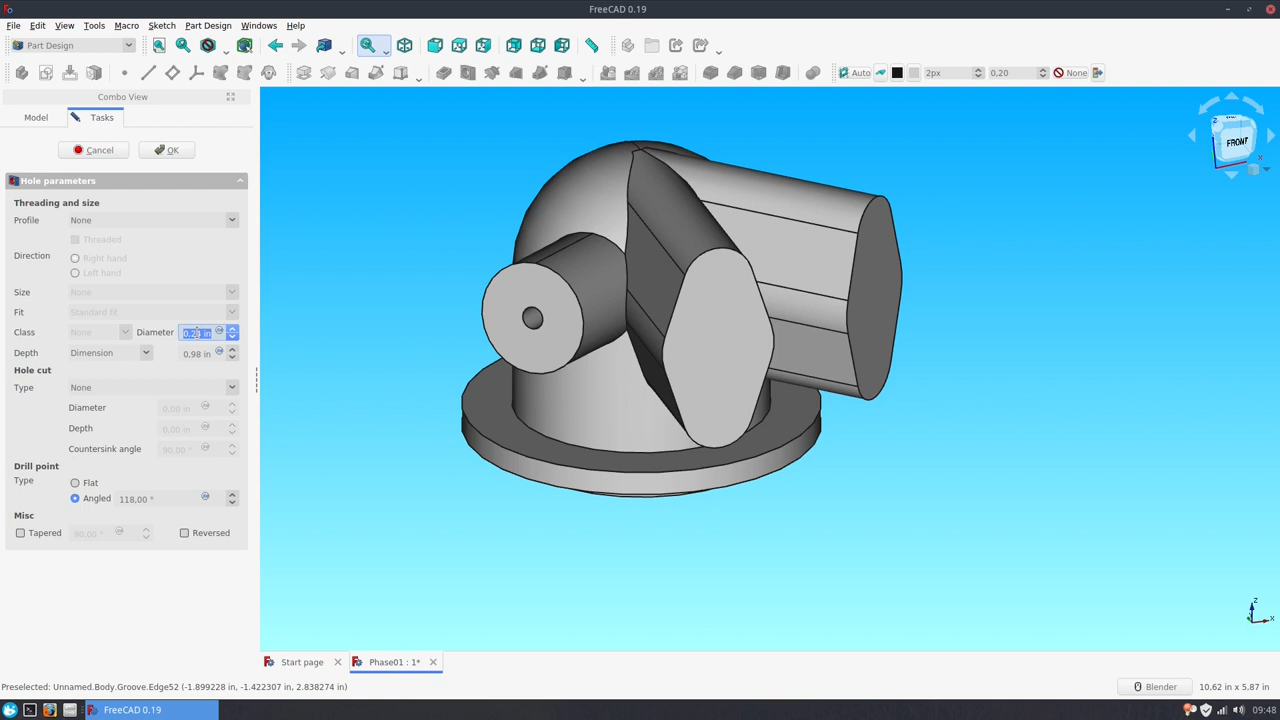 FreeCAD 0.19
File Edit View Tools Macro Sketch Part Design Windows Help
Part Design
Auto 2px 0,20 None
Combo View
Model Tasks
Cancel OK
Hole parameters
Threading and size
Profile None
Threaded
Direction Right hand
Left hand
Size None
Fit Standard fit
Class None Diameter in
Depth Dimension 0,98 in
Hole cut
Type None
Diameter 0,00 in
Depth 0,00 in
Countersink angle 90,00 °
Drill point
Type Flat
Angled 118,00 °
Misc
Tapered 90,00 ° Reversed
FRONT
Z
X
Z
X
Start page Phase01 : 1*
Preselected: Unnamed.Body.Groove.Edge52 (-1.899228 in, -1.422307 in, 2.838274 in) Blender 10,62 in x 5,87 in
FreeCAD 0.19 09:48